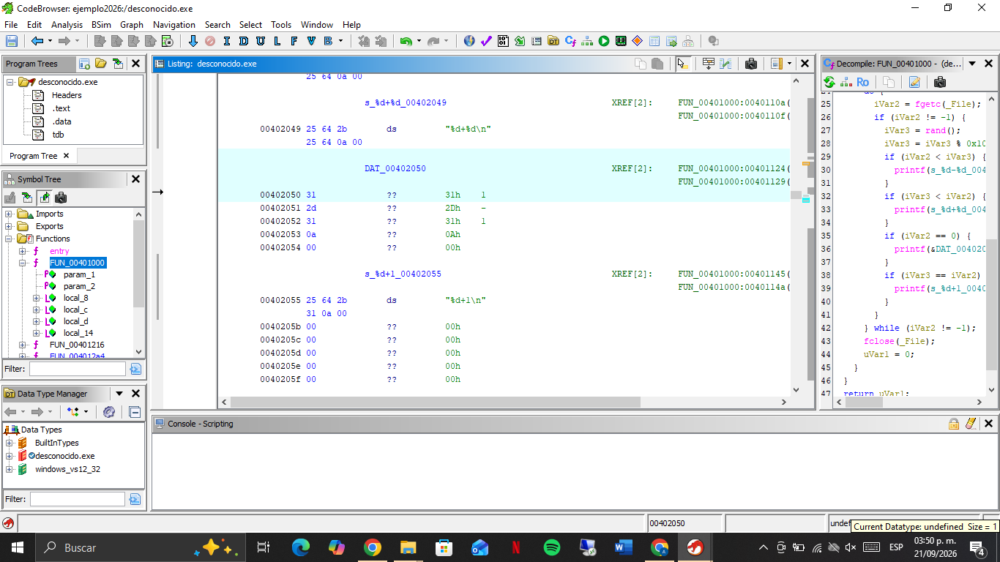 CodeBrowser: ejemplo2026:/desconocido.exe
File Edit Analysis BSim Graph Navigation Search Select Tools Window Help
I D U L F V B
Program Trees
desconocido.exe
Headers
.text
.data
tdb
Program Tree
Symbol Tree
Imports
Exports
Functions
entry
FUN_00401000
param_1
param_2
local_8
local_c
local_d
local_14
FUN_00401216
FUN_004012a4
Filter:
Data Type Manager
Data Types
BuiltInTypes
desconocido.exe
windows_vs12_32
Filter:
Listing: desconocido.exe
25 64 0a 00
s_%d+%d_00402049 XREF[2]: FUN_00401000:0040110a(
FUN_00401000:0040110f(
00402049 25 64 2b ds "%d+%d\n"
25 64 0a 00
DAT_00402050 XREF[2]: FUN_00401000:00401124(
FUN_00401000:00401129(
00402050 31 ?? 31h 1
00402051 2d ?? 2Dh -
00402052 31 ?? 31h 1
00402053 0a ?? 0Ah
00402054 00 ?? 00h
s_%d+1_00402055 XREF[2]: FUN_00401000:00401145(
FUN_00401000:0040114a(
00402055 25 64 2b ds "%d+1\n"
31 0a 00
0040205b 00 ?? 00h
0040205c 00 ?? 00h
0040205d 00 ?? 00h
0040205e 00 ?? 00h
0040205f 00 ?? 00h
Decompile: FUN_00401000 - (de...
Ro
25 iVar2 = fgetc(_File);
26 if (iVar2 != -1) {
27 iVar3 = rand();
28 iVar3 = iVar3 % 0x10
29 if (iVar2 < iVar3) {
30 printf(s_%d-%d_004
31 }
32 if (iVar3 < iVar2) {
33 printf(s_%d+%d_004
34 }
35 if (iVar2 == 0) {
36 printf(&DAT_004020
37 }
38 if (iVar3 == iVar2)
39 printf(s_%d+1_0040
40 }
41 }
42 } while (iVar2 != -1);
43 fclose(_File);
44 uVar1 = 0;
45 }
46 }
47 return uVar1;
Console - Scripting
00402050
undef
Current Datatype: undefined Size = 1
Buscar
ESP
03:50 p. m.
21/09/2026
4